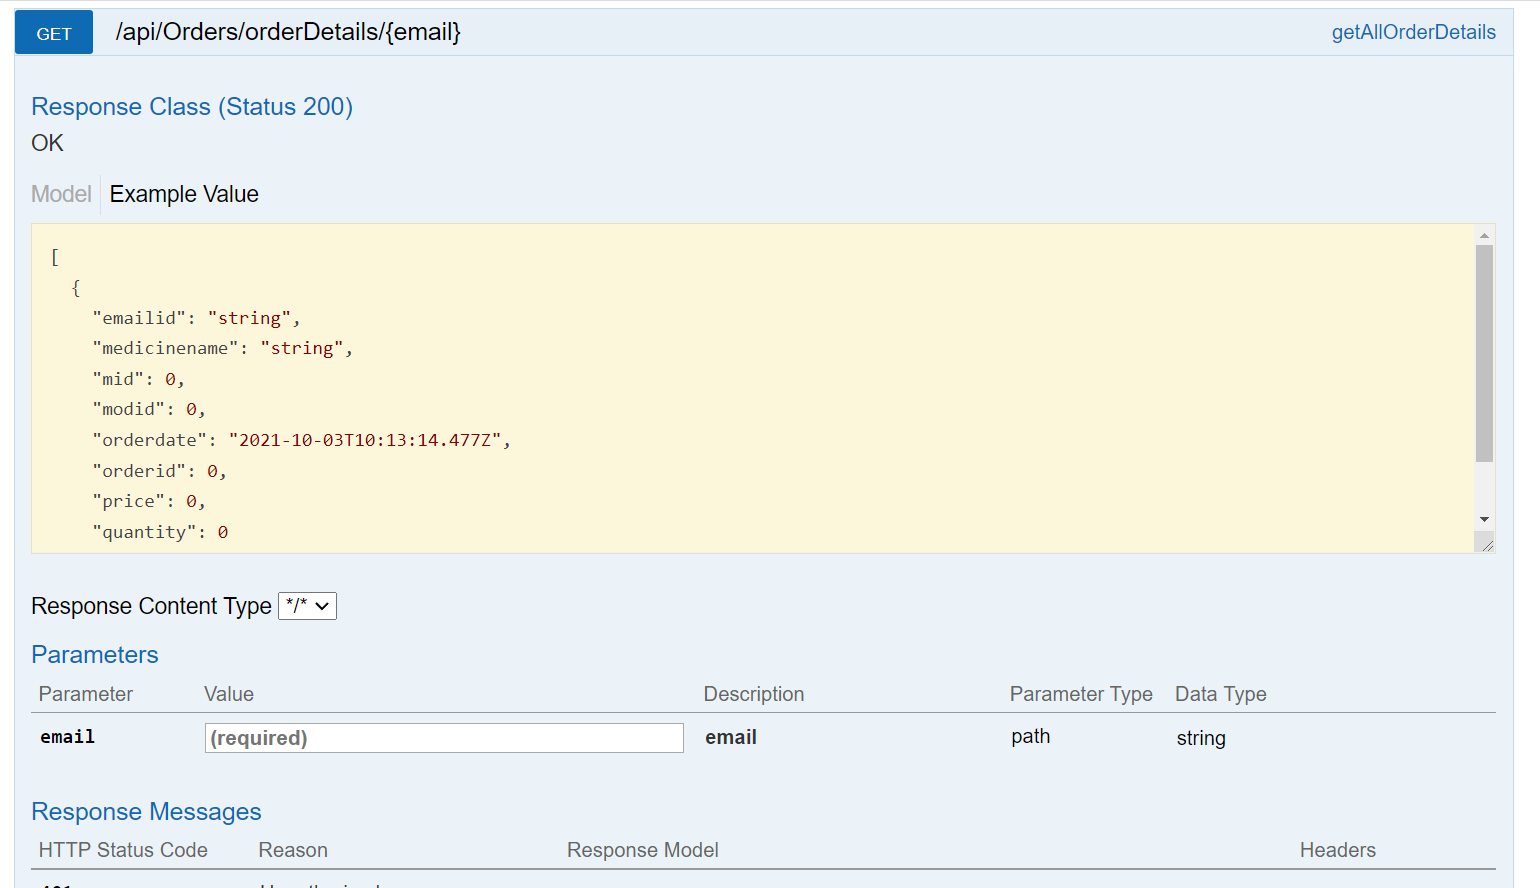 GET /api/Orders/orderDetails/{email} getAllOrderDetails
Response Class (Status 200)
OK
Model Example Value
[
{
"emailid": "string",
"medicinename": "string",
"mid": 0,
"modid": 0,
"orderdate": "2021-10-03T10:13:14.477Z",
"orderid": 0,
"price": 0,
"quantity": 0
Response Content Type */*
Parameters
Parameter Value Description Parameter Type Data Type
email (required) email path string
Response Messages
HTTP Status Code Reason Response Model Headers